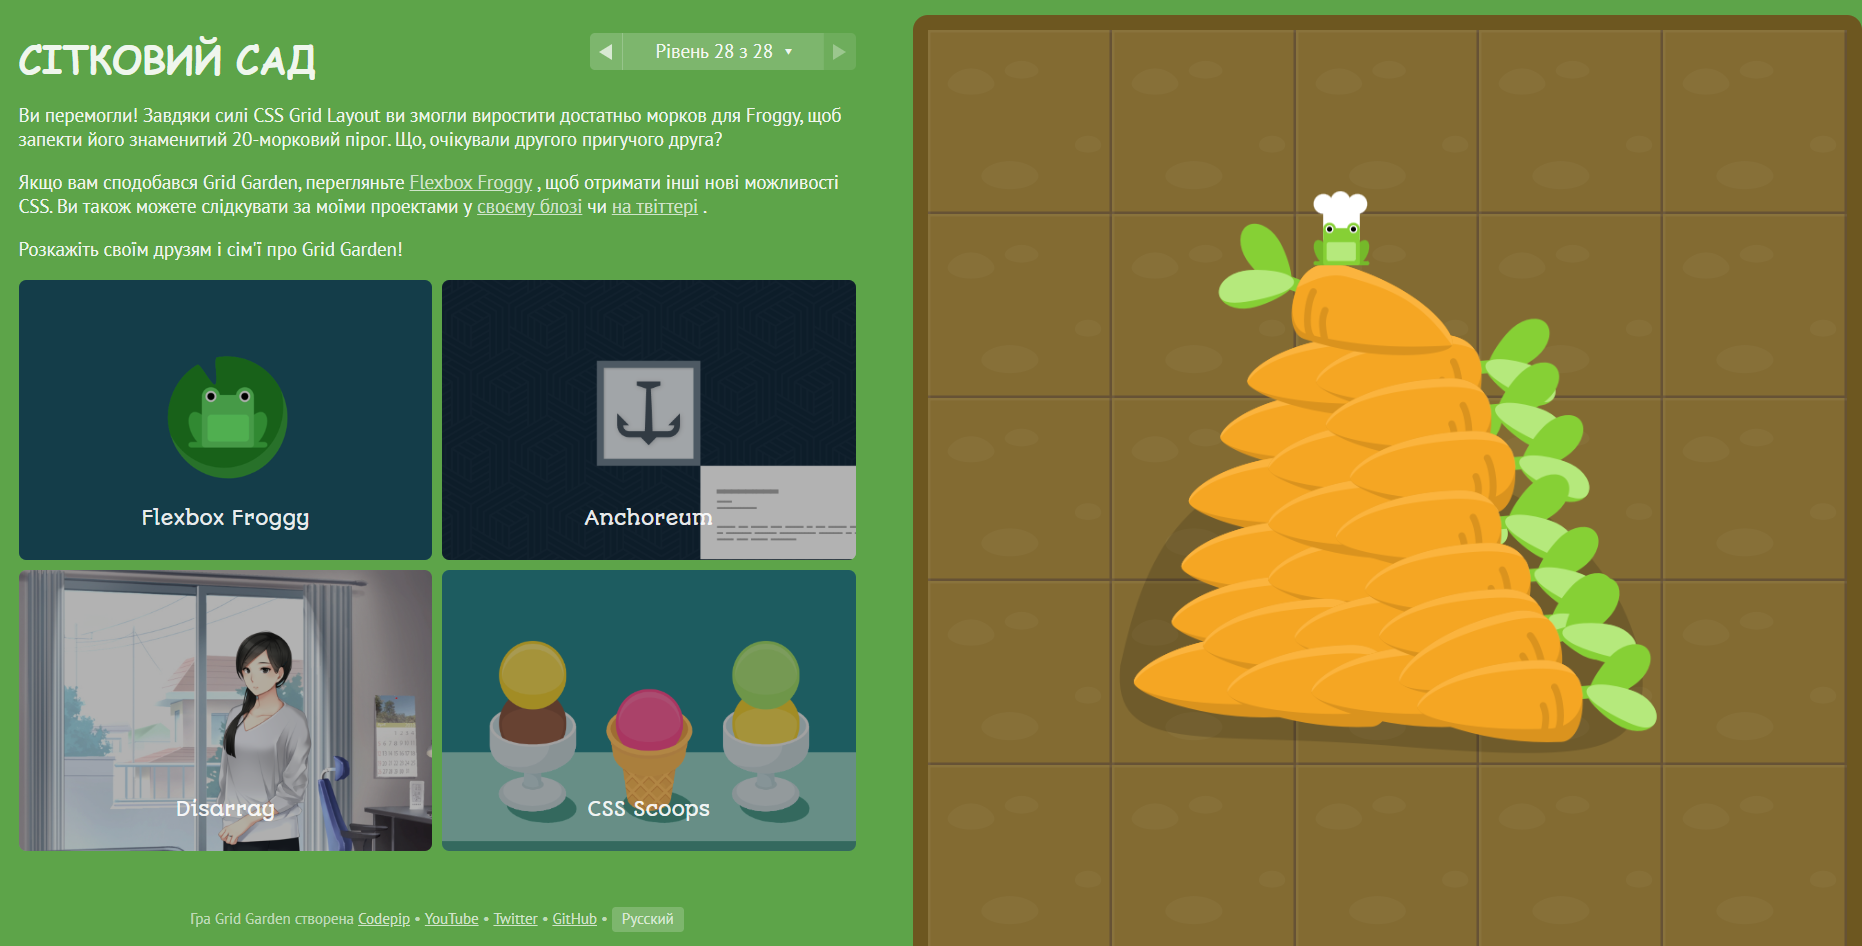 СІТКОВИЙ САД
Рівень 28 з 28
Ви перемогли! Завдяки силі CSS Grid Layout ви змогли виростити достатньо морков для Froggy, щоб
запекти його знаменитий 20-морковий пірог. Що, очікували другого пригучого друга?
Якщо вам сподобався Grid Garden, перегляньте Flexbox Froggy , щоб отримати інші нові можливості
CSS. Ви також можете слідкувати за моїми проектами у своєму блозі чи на твіттері .
Розкажіть своїм друзям і сім'ї про Grid Garden!
Flexbox Froggy
Anchoreum
Disarray
CSS Scoops
Гра Grid Garden створена Codepip • YouTube • Twitter • GitHub • Русский